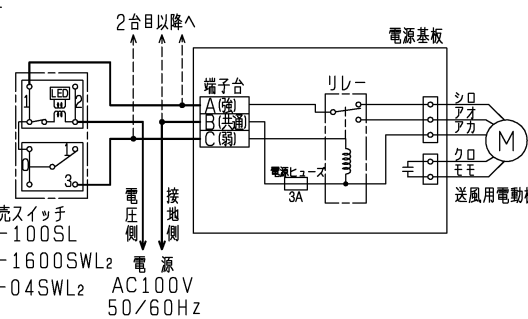 2台目以降へ
電源基板
端子台
リレー
LED
1
2
A(強)
B(共通)
C(弱)
シロ
アオ
アカ
クロ
モモ
M
0
1
3
電源ヒューズ
3A
送風用電動機
電圧側
接地側
売スイッチ
-100SL
-1600SWL2
-04SWL2
電源
AC100V
50/60Hz